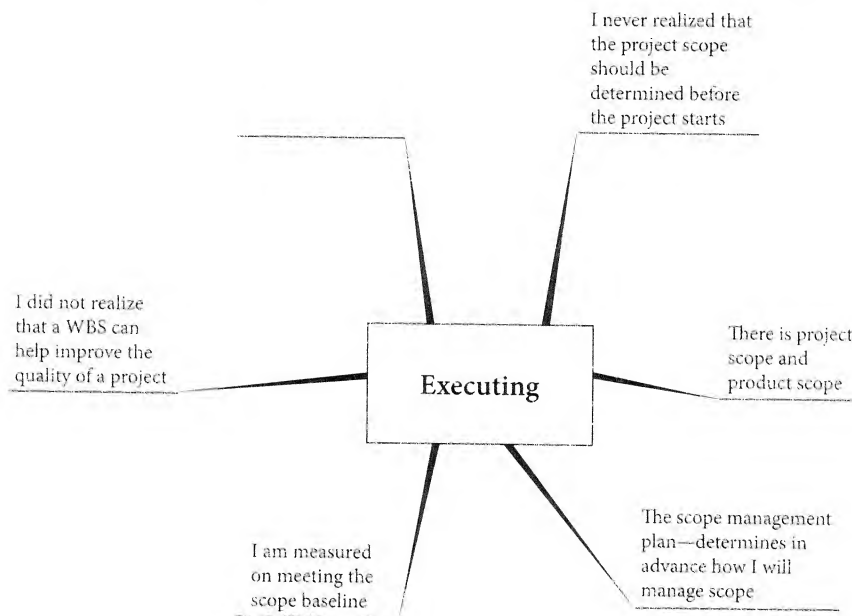 I never realized that
the project scope
should be
determined before
the project starts
I did not realize
that a WBS can
help improve the
quality of a project
Executing
There is project
scope and
product scope
I am measured
on meeting the
scope baseline
The scope management
plan—determines in
advance how I will
manage scope